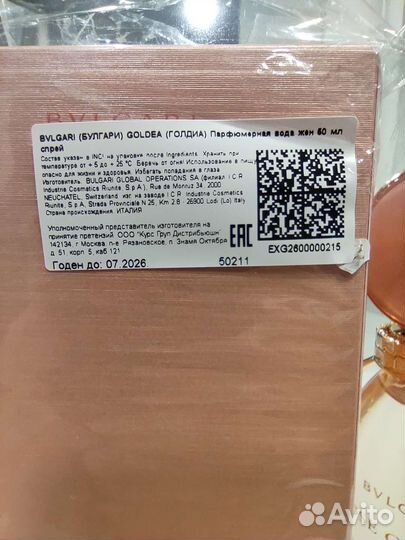 BVLGARI
BVLGARI (БУЛГАРИ) GOLDEA (ГОЛДИА) Парфюмерная вода жен 50 мл
спрей
Состав указан в INCI на упаковке после Ingredients. Хранить при
температуре от + 5 до + 25 °C. Беречь от огня! Использование в пищу
опасно для жизни и здоровья. Избегать попадания в глаза
Изготовитель: BULGARI GLOBAL OPERATIONS SA (филиал I.C.R.
Industrie Cosmetics Riunite, S.p.A.), Rue de Monruz 34, 2000
NEUCHATEL, Switzerland изг на заводе I.C.R. Industrie Cosmetics
Riunite, S.p.A. Strada Provinciale N.25, Km 2.6 - 26900 Lodi (Lo) Italy
Страна происхождения: ИТАЛИЯ
Уполномоченный представитель изготовителя на
принятие претензий: ООО "Курс Груп Дистрибьюшн"
142134, г Москва, п-е. Рязановское, п. Знамя Октября
д. 51, корп 5, каб 121
EAC
EXG2600000215
Годен до: 07.2026
50211
BVLG
Avito